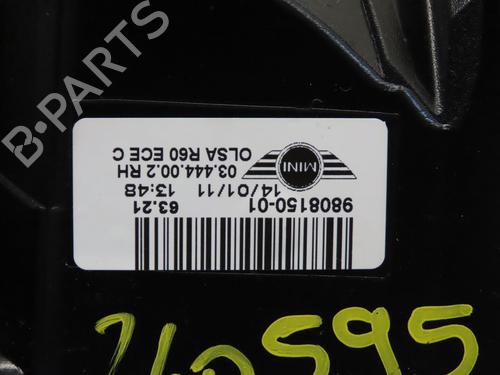 B-PARTS
9808150-01
63.21
MINI
14/01/11 13:48
03.444.00.2 RH
OLSA R60 ECE C